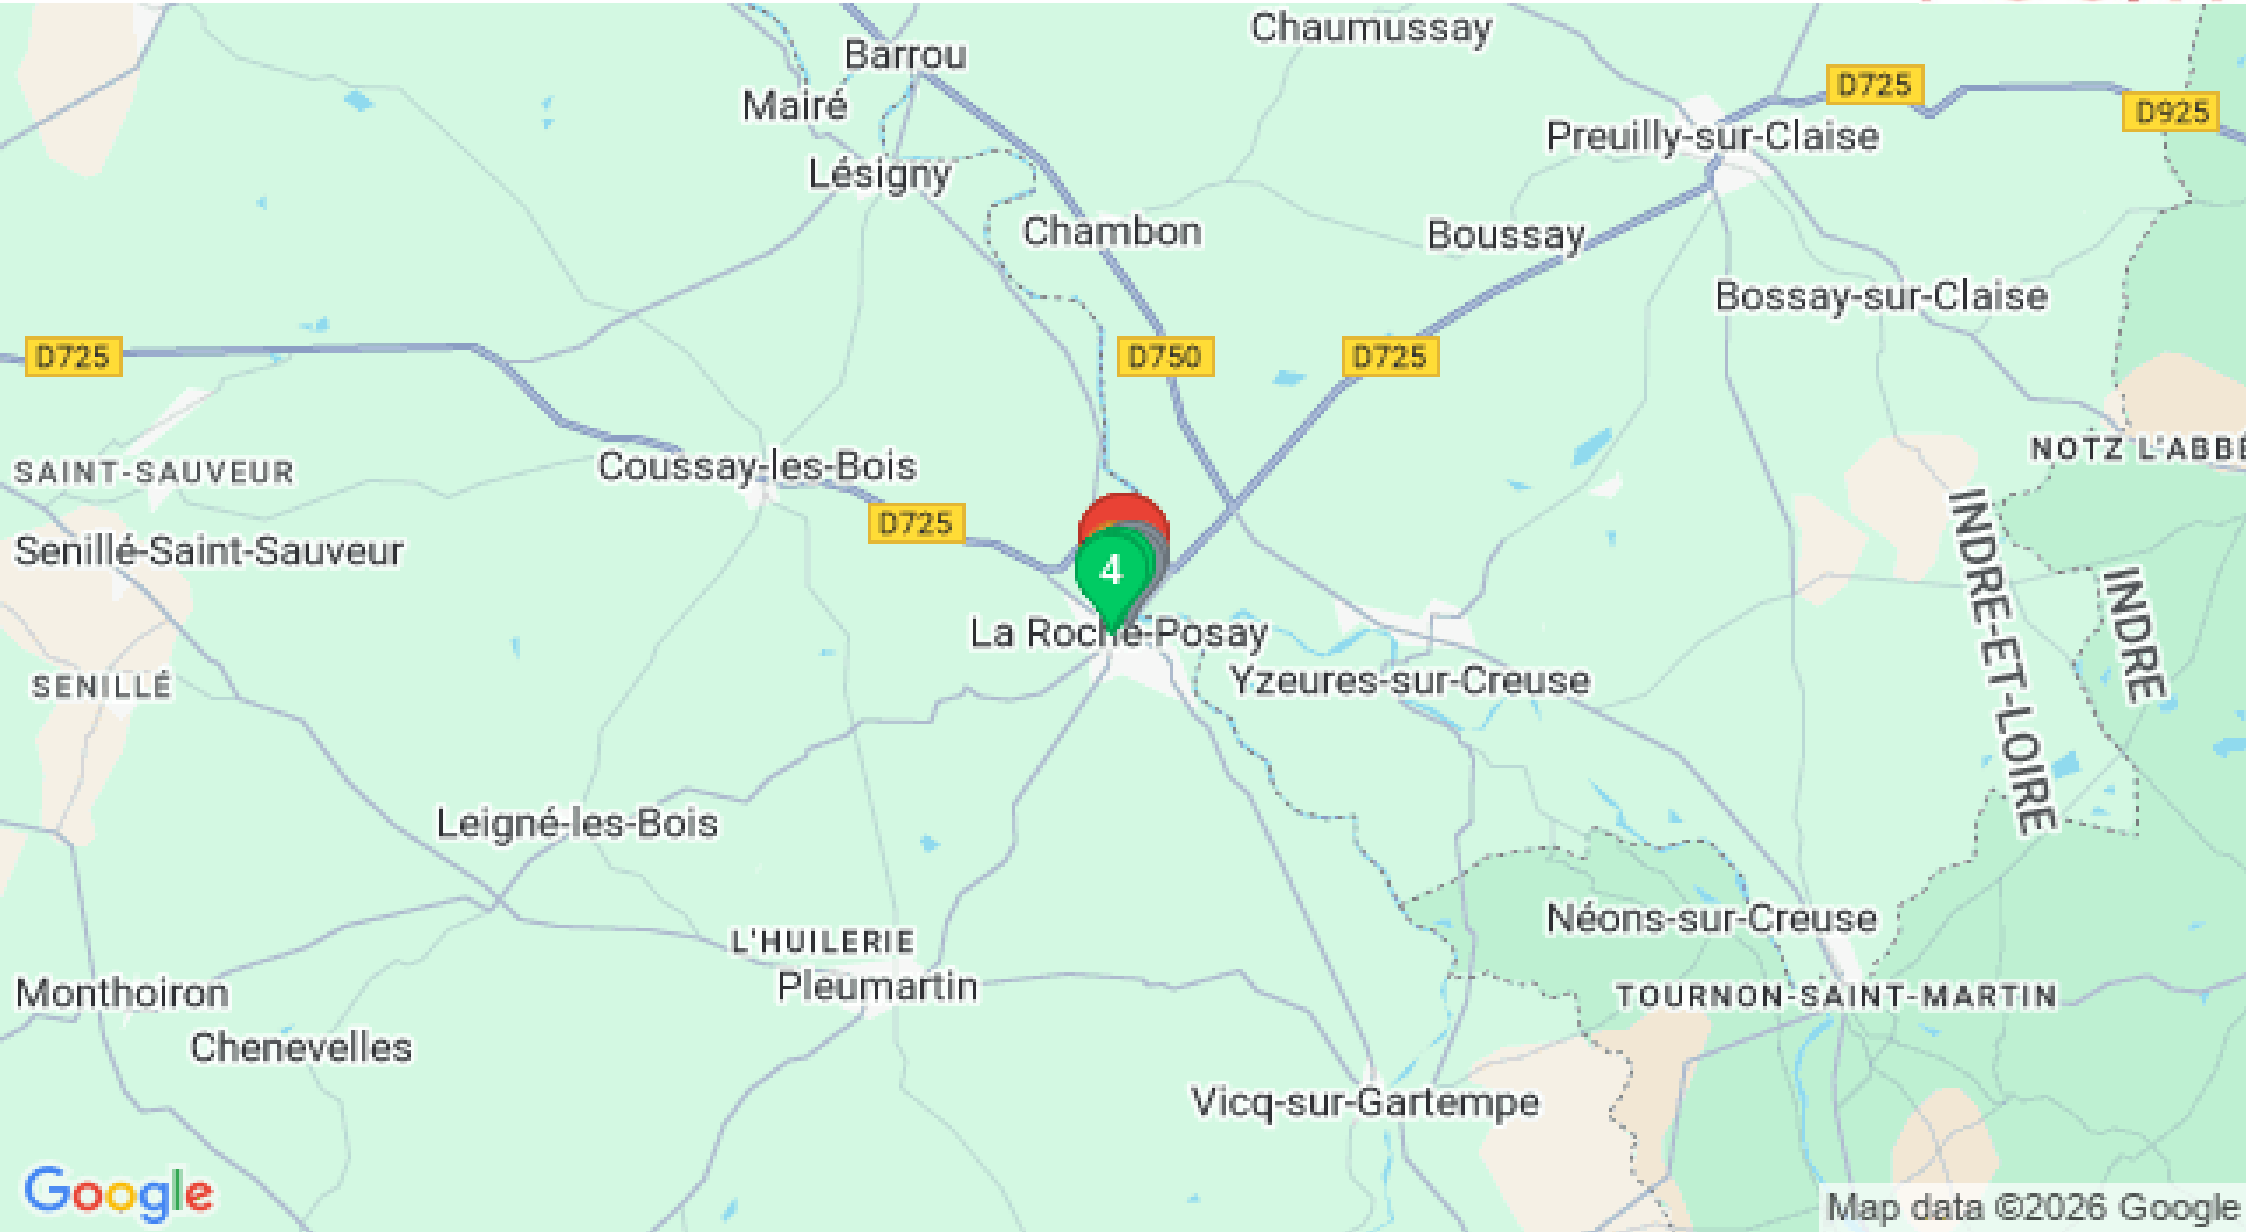 Chaumussay
Barrou
D725
Mairé
D925
Preuilly-sur-Claise
Lésigny
Chambon
Boussay
Bossay-sur-Claise
D725
D750
D725
NOTZ L'ABBÉ
Coussay-les-Bois
SAINT-SAUVEUR
D725
Senillé-Saint-Sauveur
4
INDRE-ET-LOIRE
INDRE
La Roche-Posay
Yzeures-sur-Creuse
SENILLÉ
Leigné-les-Bois
Néons-sur-Creuse
L'HUILERIE
Pleumartin
Monthoiron
TOURNON-SAINT-MARTIN
Chenevelles
Vicq-sur-Gartempe
Google
Map data ©2026 Google